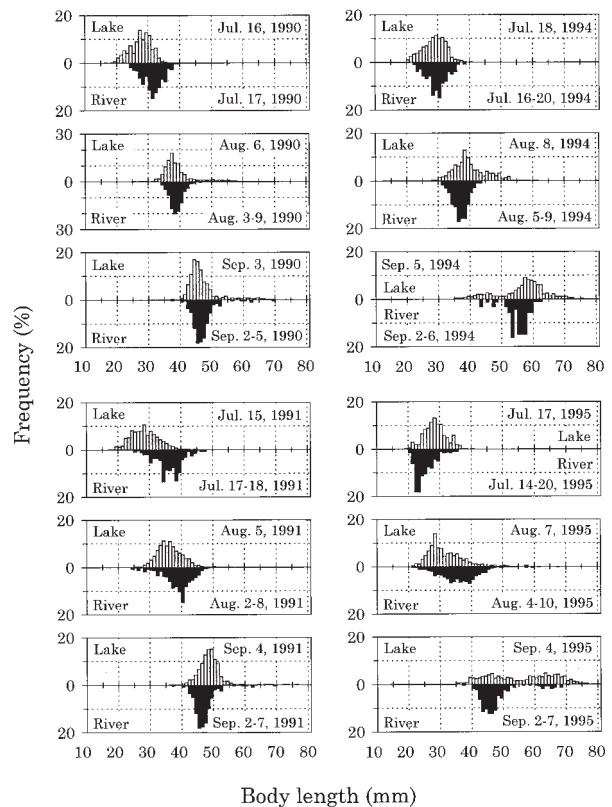 Frequency (%)
20
Lake
Jul. 16, 1990
0
River
Jul. 17, 1990
20
30
Lake
Aug. 6, 1990
0
River
Aug. 3-9, 1990
30
20
Lake
Sep. 3, 1990
0
River
Sep. 2-5, 1990
20
10 20 30 40 50 60 70 80
20
Lake
Jul. 18, 1994
0
River
Jul. 16-20, 1994
20
20
Lake
Aug. 8, 1994
0
River
Aug. 5-9, 1994
20
20
Sep. 5, 1994
Lake
0
River
Sep. 2-6, 1994
20
10 20 30 40 50 60 70 80
20
Lake
Jul. 15, 1991
0
River
Jul. 17-18, 1991
20
20
Lake
Aug. 5, 1991
0
River
Aug. 2-8, 1991
20
20
Lake
Sep. 4, 1991
0
River
Sep. 2-7, 1991
20
10 20 30 40 50 60 70 80
20
Jul. 17, 1995
Lake
0
River
Jul. 14-20, 1995
20
20
Lake
Aug. 7, 1995
0
River
Aug. 4-10, 1995
20
20
Lake
Sep. 4, 1995
0
River
Sep. 2-7, 1995
20
10 20 30 40 50 60 70 80
Body length (mm)